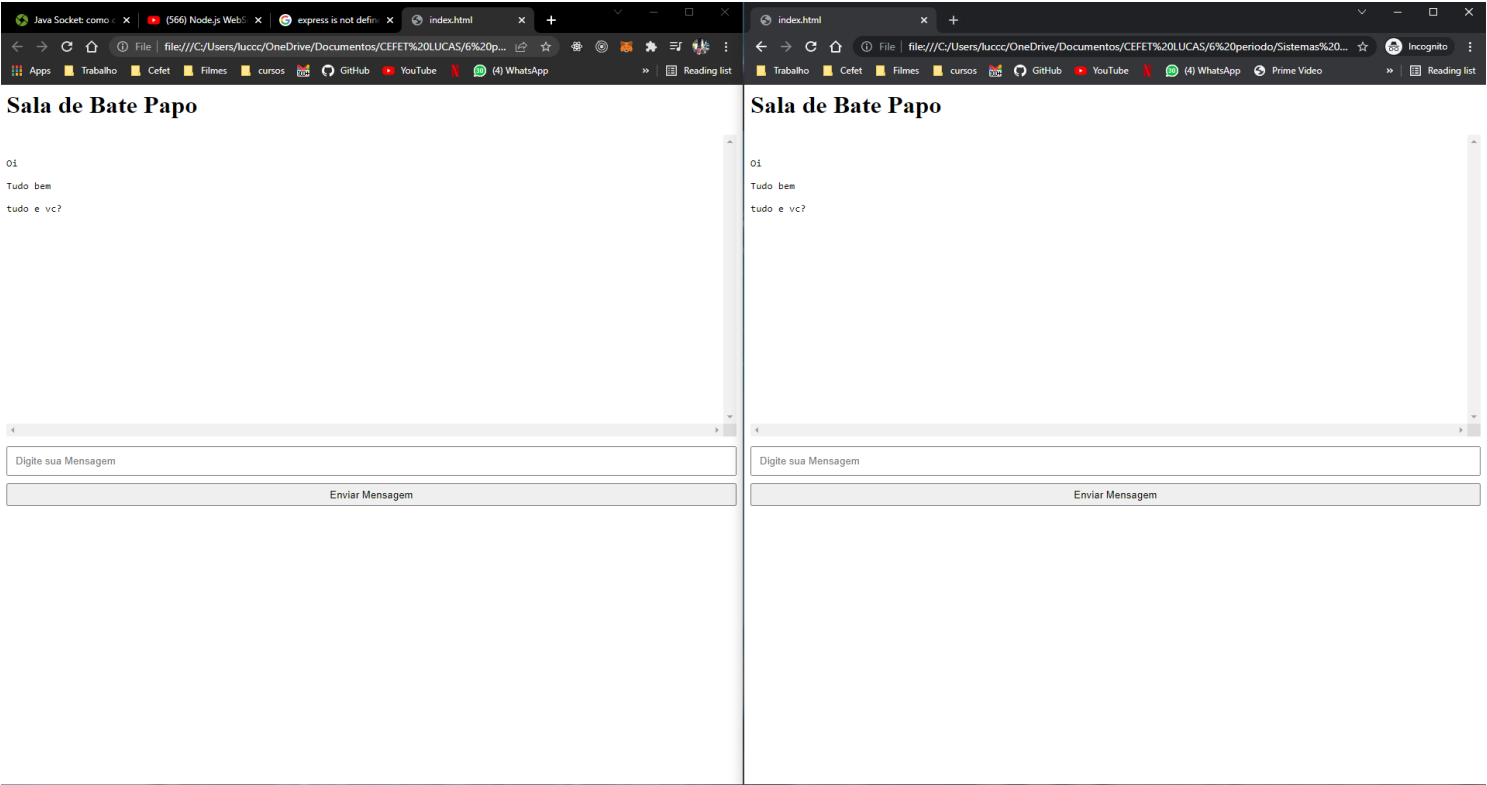 Java Socket: como c
(566) Node.js WebS
express is not define
index.html
File file:///C:/Users/luccc/OneDrive/Documentos/CEFET%20LUCAS/6%20p...
Apps Trabalho Cefet Filmes cursos GitHub YouTube (4) WhatsApp » Reading list
Sala de Bate Papo
Oi
Tudo bem
tudo e vc?
Digite sua Mensagem
Enviar Mensagem
index.html
File file:///C:/Users/luccc/OneDrive/Documentos/CEFET%20LUCAS/6%20periodo/Sistemas%20... Incognito
Trabalho Cefet Filmes cursos GitHub YouTube (4) WhatsApp Prime Video » Reading list
Sala de Bate Papo
Oi
Tudo bem
tudo e vc?
Digite sua Mensagem
Enviar Mensagem